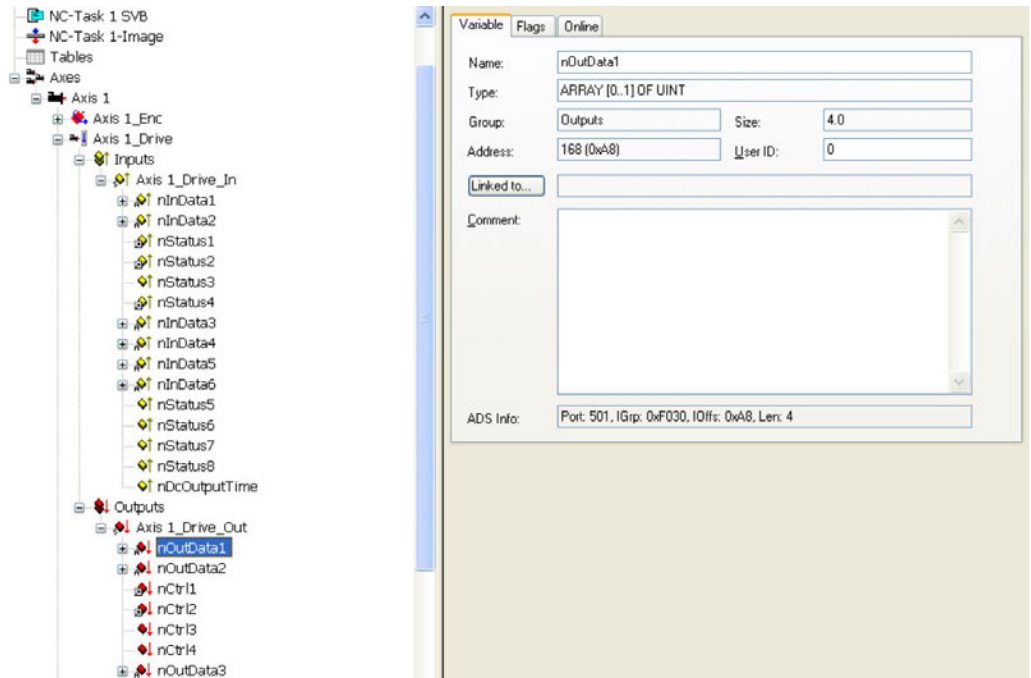 NC-Task 1 SVB
NC-Task 1-Image
Tables
Axes
Axis 1
Axis 1_Enc
Axis 1_Drive
Inputs
Axis 1_Drive_In
nInData1
nInData2
nStatus1
nStatus2
nStatus3
nStatus4
nInData3
nInData4
nInData5
nInData6
nStatus5
nStatus6
nStatus7
nStatus8
nDcOutputTime
Outputs
Axis 1_Drive_Out
nOutData1
nOutData2
nCtrl1
nCtrl2
nCtrl3
nCtrl4
nOutData3
Variable Flags Online
Name: nOutData1
Type: ARRAY [0..1] OF UINT
Group: Outputs Size: 4.0
Address: 168 (0xA8) User ID: 0
Linked to...
Comment:
ADS Info: Port: 501, IGrp: 0xF030, IOffs: 0xA8, Len: 4